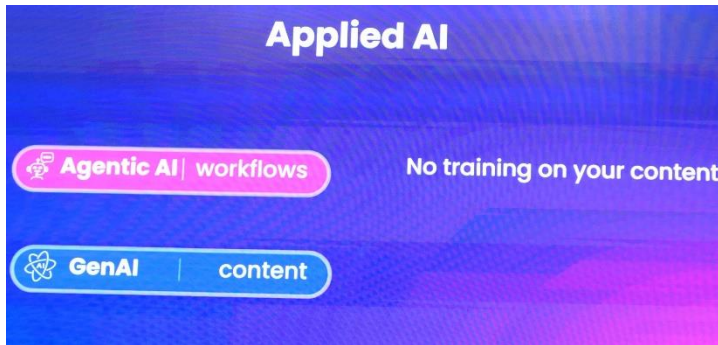 Applied AI
Agentic AI | workflows
No training on your content
GenAI | content